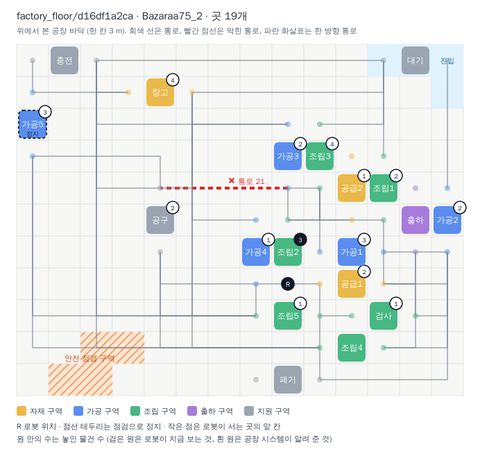 factory_floor/d16df1a2ca · Bazaraa75_2 · 곳 19개
위에서 본 공장 바닥 (한 칸 3 m). 회색 선은 통로, 빨간 점선은 막힌 통로, 파란 화살표는 한 방향 통로
충전
대기
4
창고
3
가공5
정지
2
가공3
4
조립3
✖ 통로 21
1
공급2
2
조립1
2
공구
출하
2
가공2
1
가공4
3
조립2
3
가공1
R
2
공급1
1
조립5
1
검사
안전 점검 구역
조립4
폐기
자재 구역
가공 구역
조립 구역
출하 구역
지원 구역
R 로봇 위치 · 점선 테두리는 점검으로 정지 · 작은 점은 로봇이 서는 곳의 앞 칸
원 안의 수는 놓인 물건 수 (검은 원은 로봇이 지금 보는 것, 흰 원은 공장 시스템이 알려 준 것)